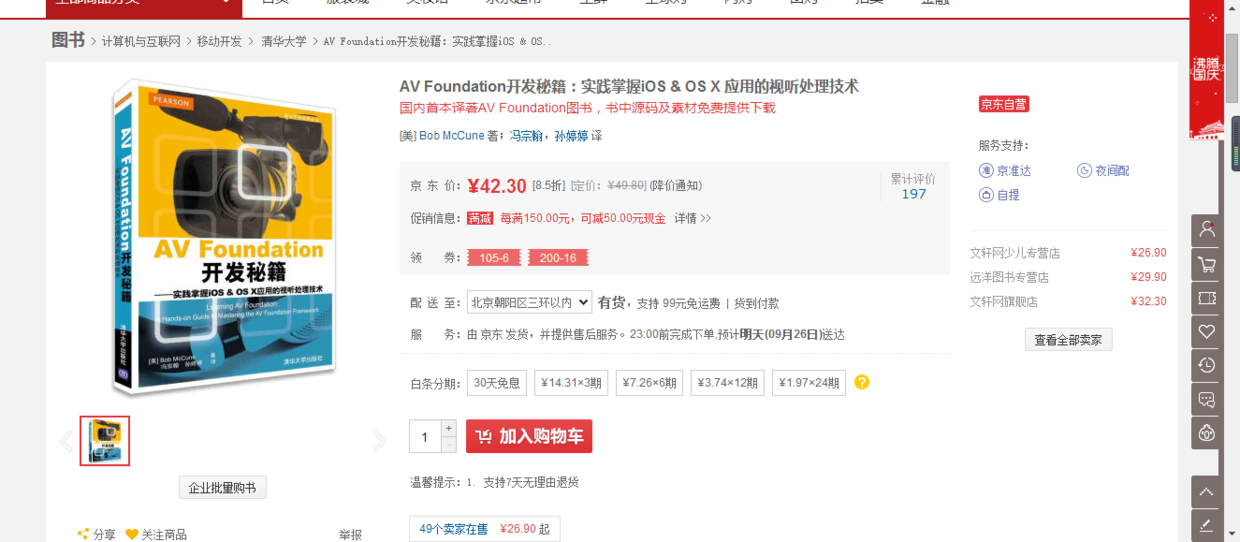 图书 > 计算机与互联网 > 移动开发 > 清华大学 > AV Foundation开发秘籍：实践掌握iOS & OS..
AV Foundation开发秘籍：实践掌握iOS & OS X 应用的视听处理技术
国内首本译著AV Foundation图书，书中源码及素材免费提供下载
[美] Bob McCune 著；冯宗翰，孙婷婷 译
京 东 价： ¥42.30 [8.5折] [定价： ¥49.80] (降价通知)
累计评价
197
促销信息： 满减 每满150.00元，可减50.00元现金 详情 >>
领 券： 105-6 200-16
配 送 至： 北京朝阳区三环以内 有货，支持 99元免运费 | 货到付款
服 务： 由 京东 发货，并提供售后服务。23:00前完成下单,预计明天(09月26日)送达
白条分期： 30天免息 ¥14.31×3期 ¥7.26×6期 ¥3.74×12期 ¥1.97×24期 ?
1 + -
加入购物车
温馨提示：1. 支持7天无理由退货
49个卖家在售 ¥26.90 起
PEARSON
AV Foundation
开发秘籍
——实践掌握iOS & OS X应用的视听处理技术
Learning AV Foundation
A Hands-on Guide to Mastering the AV Foundation Framework
[美] Bob McCune 著
冯宗翰 孙婷婷 译
清华大学出版社
AV Foundation开发秘籍
清华大学出版社
企业批量购书
分享 关注商品 举报
京东自营
服务支持：
京准达 夜间配
自提
文轩网少儿专营店 ¥26.90
远洋图书专营店 ¥29.90
文轩网旗舰店 ¥32.30
查看全部卖家
沸腾
国庆